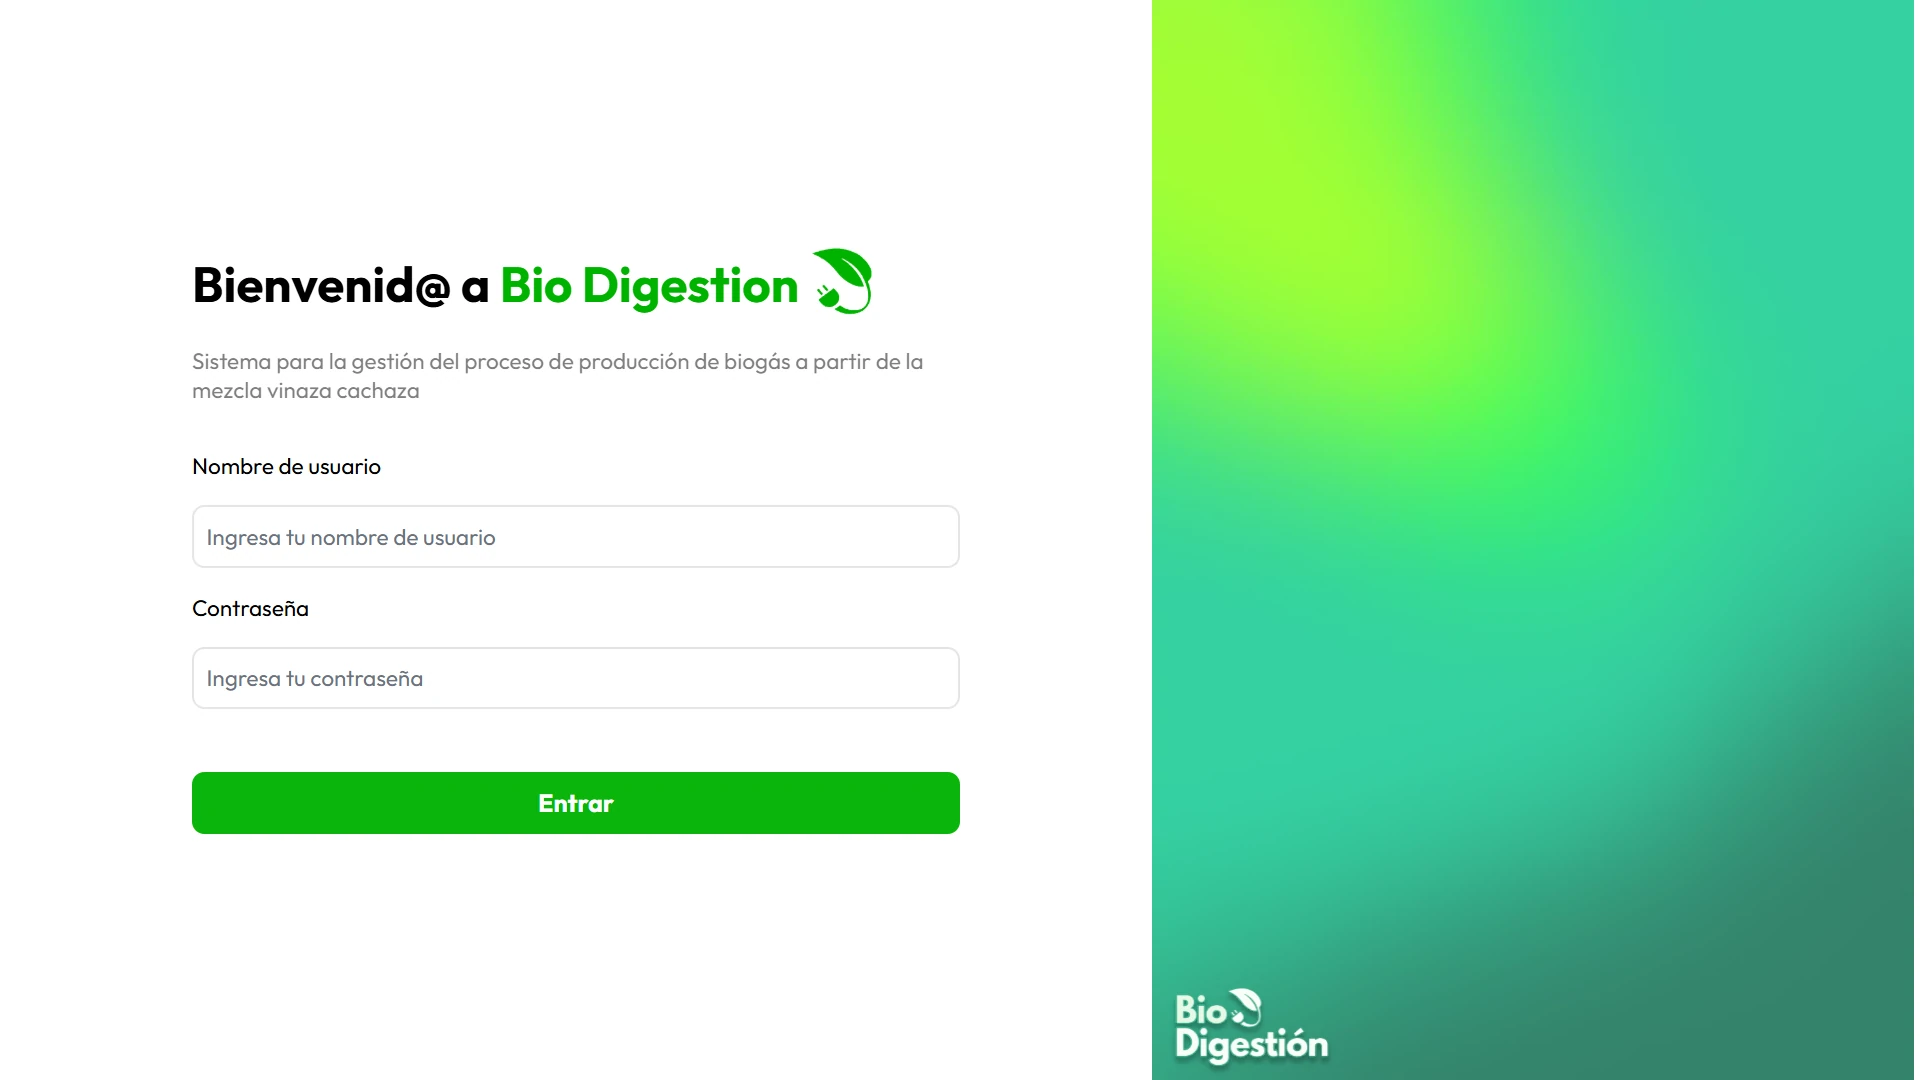 Bienvenid@ a Bio Digestion
Sistema para la gestión del proceso de producción de biogás a partir de la
mezcla vinaza cachaza
Nombre de usuario
Ingresa tu nombre de usuario
Contraseña
Ingresa tu contraseña
Entrar
Bio
Digestión